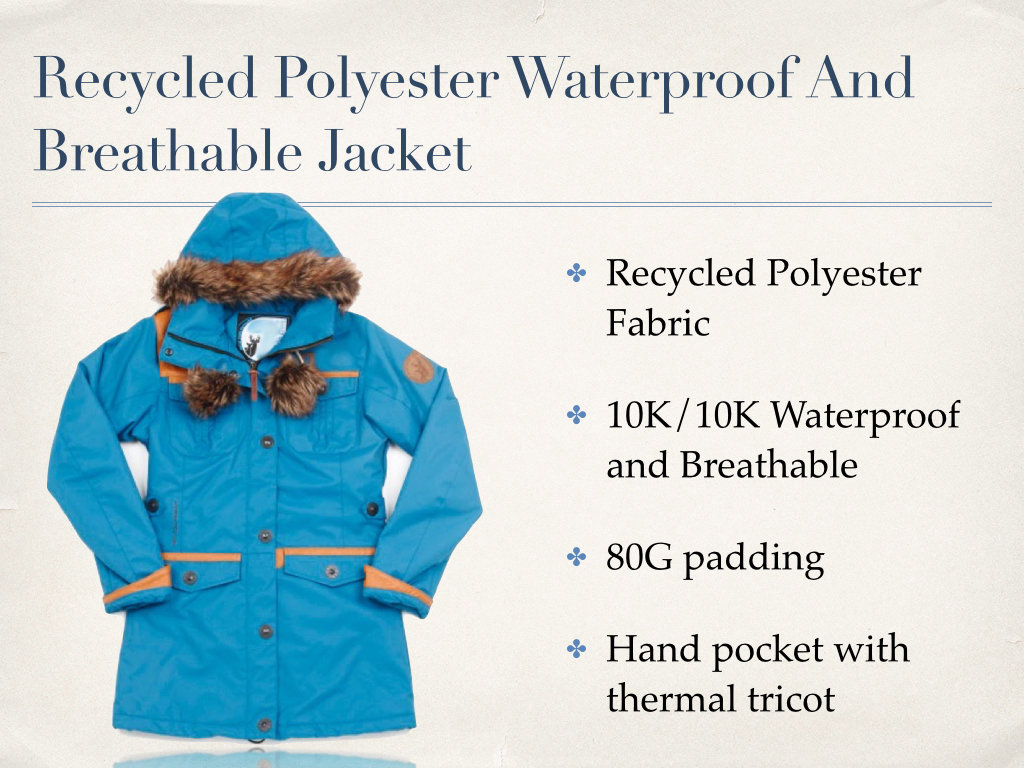 Recycled Polyester Waterproof And
Breathable Jacket
Recycled Polyester
Fabric
10K/10K Waterproof
and Breathable
80G padding
Hand pocket with
thermal tricot